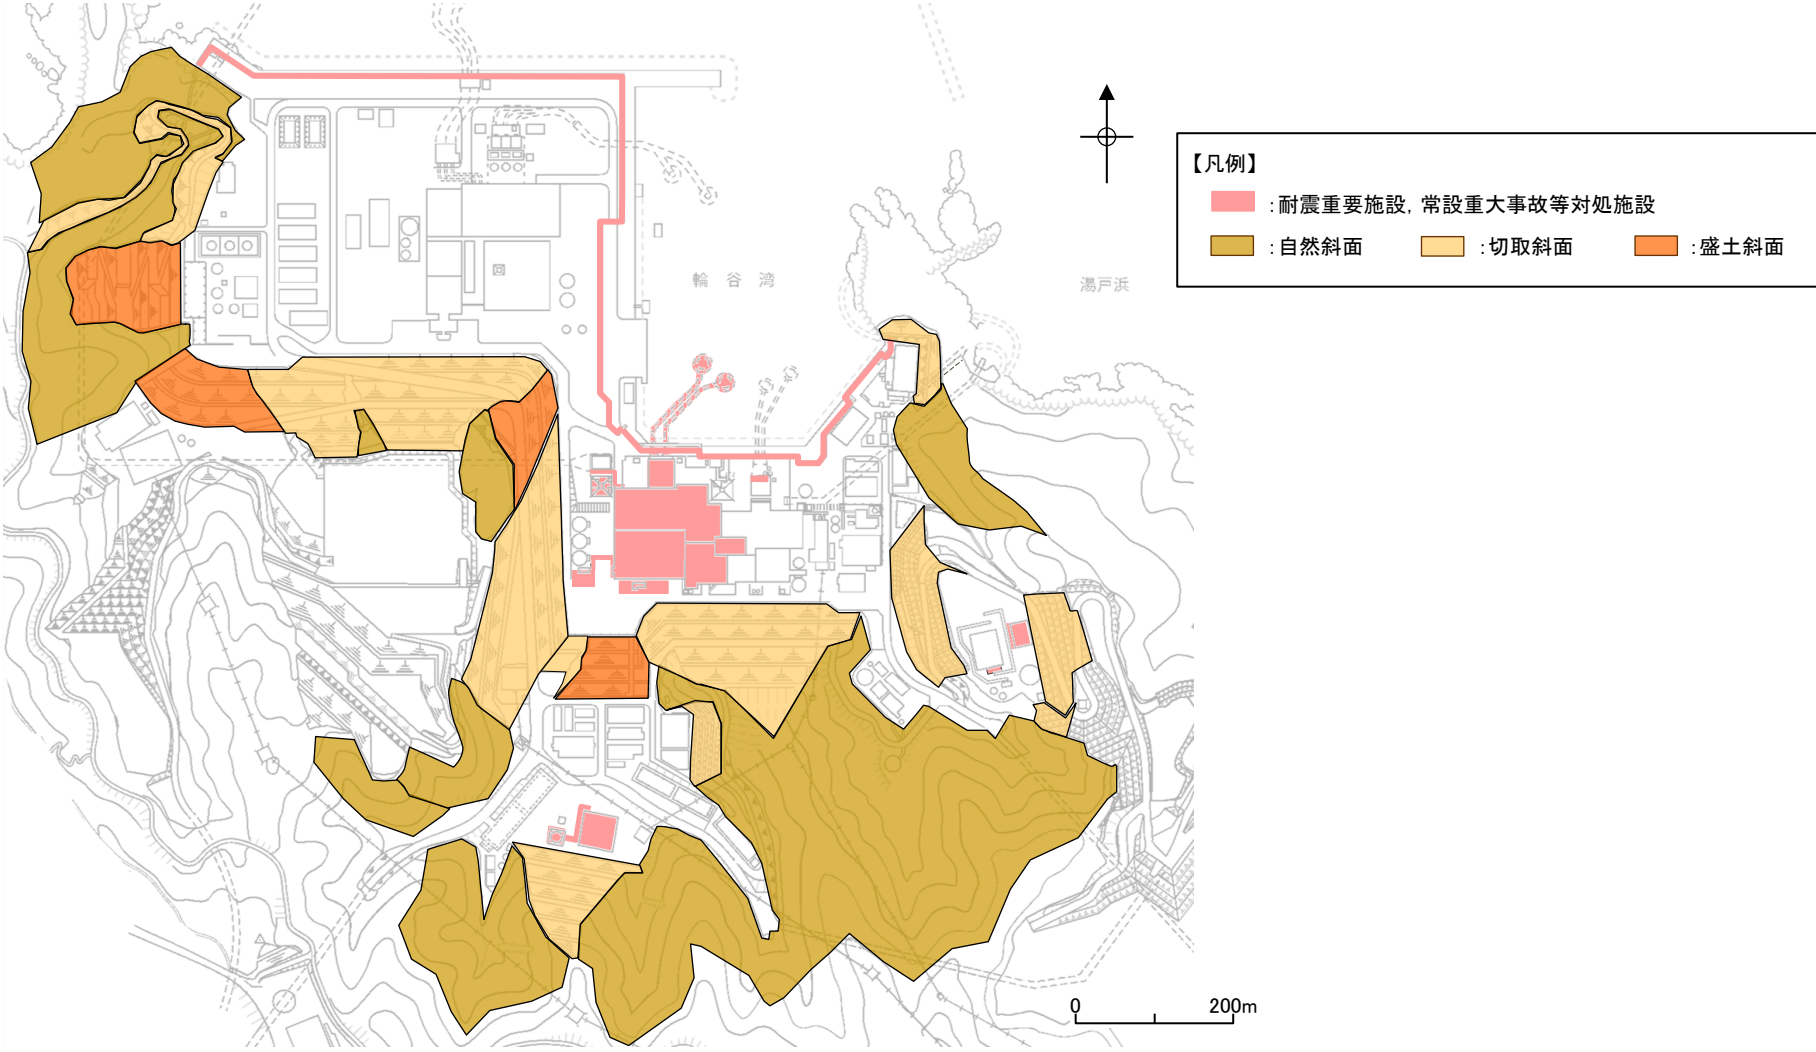 【凡例】
：耐震重要施設，常設重大事故等対処施設
：自然斜面　：切取斜面　：盛土斜面
輪谷湾
湯戸浜
0　200m